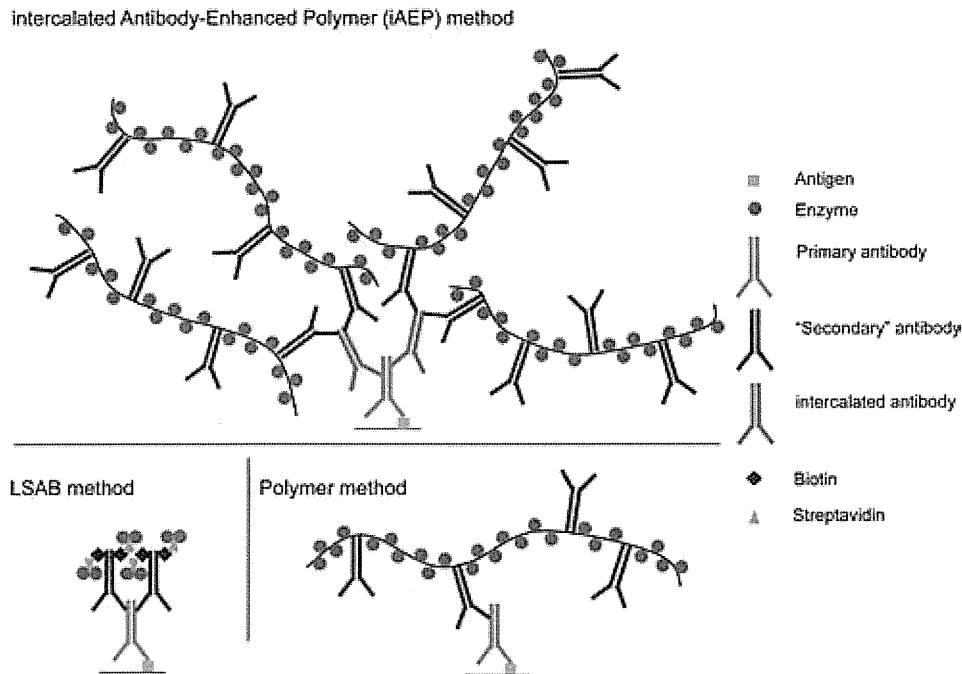 intercalated Antibody-Enhanced Polymer (iAEP) method
Antigen
Enzyme
Primary antibody
"Secondary" antibody
intercalated antibody
Biotin
Streptavidin
LSAB method
Polymer method